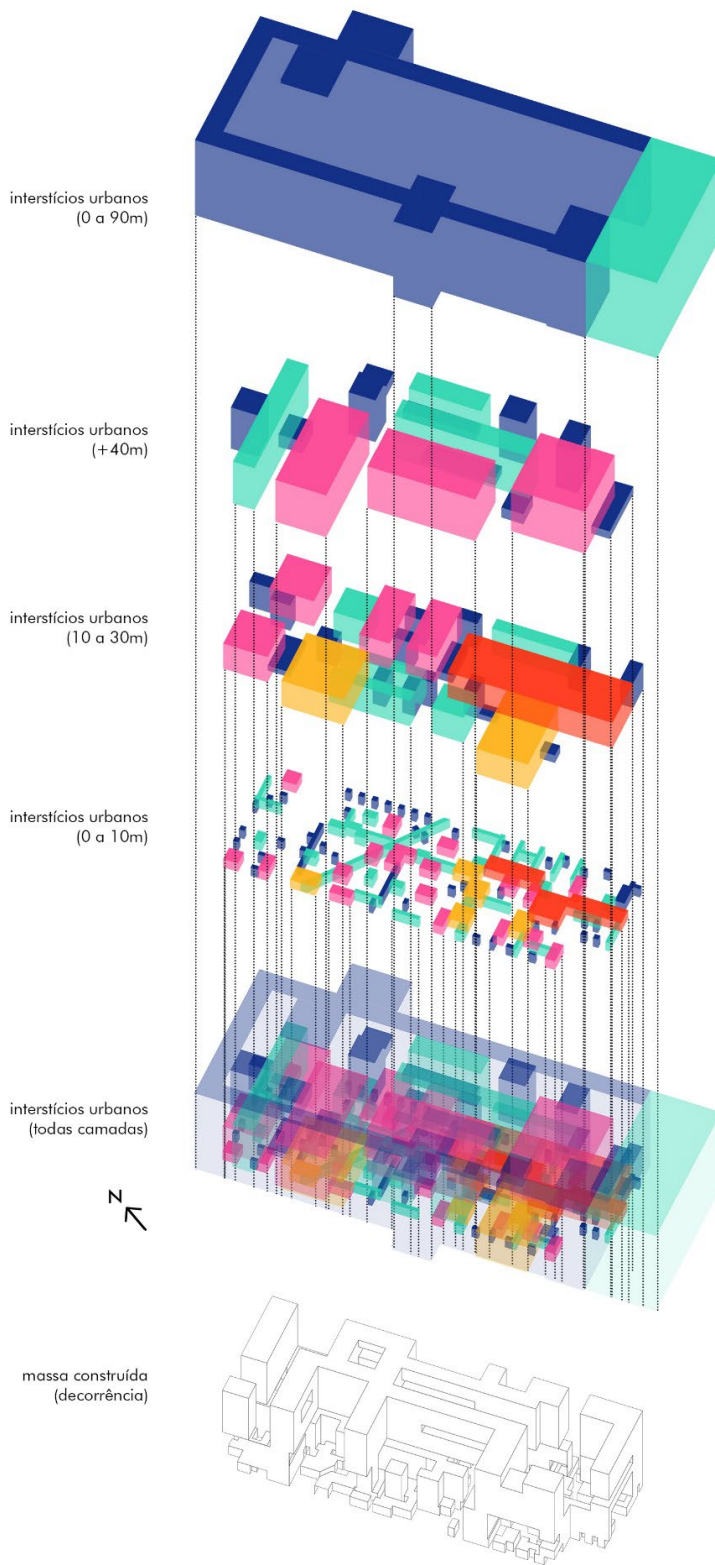 interstícios urbanos
(0 a 90m)
interstícios urbanos
(+40m)
interstícios urbanos
(10 a 30m)
interstícios urbanos
(0 a 10m)
interstícios urbanos
(todas camadas)
N
massa construída
(decorrência)